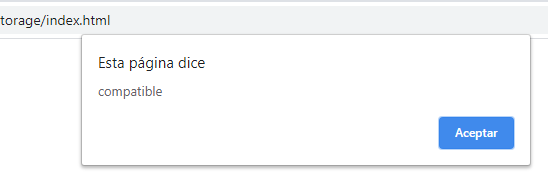 torage/index.html
Esta página dice
compatible
Aceptar